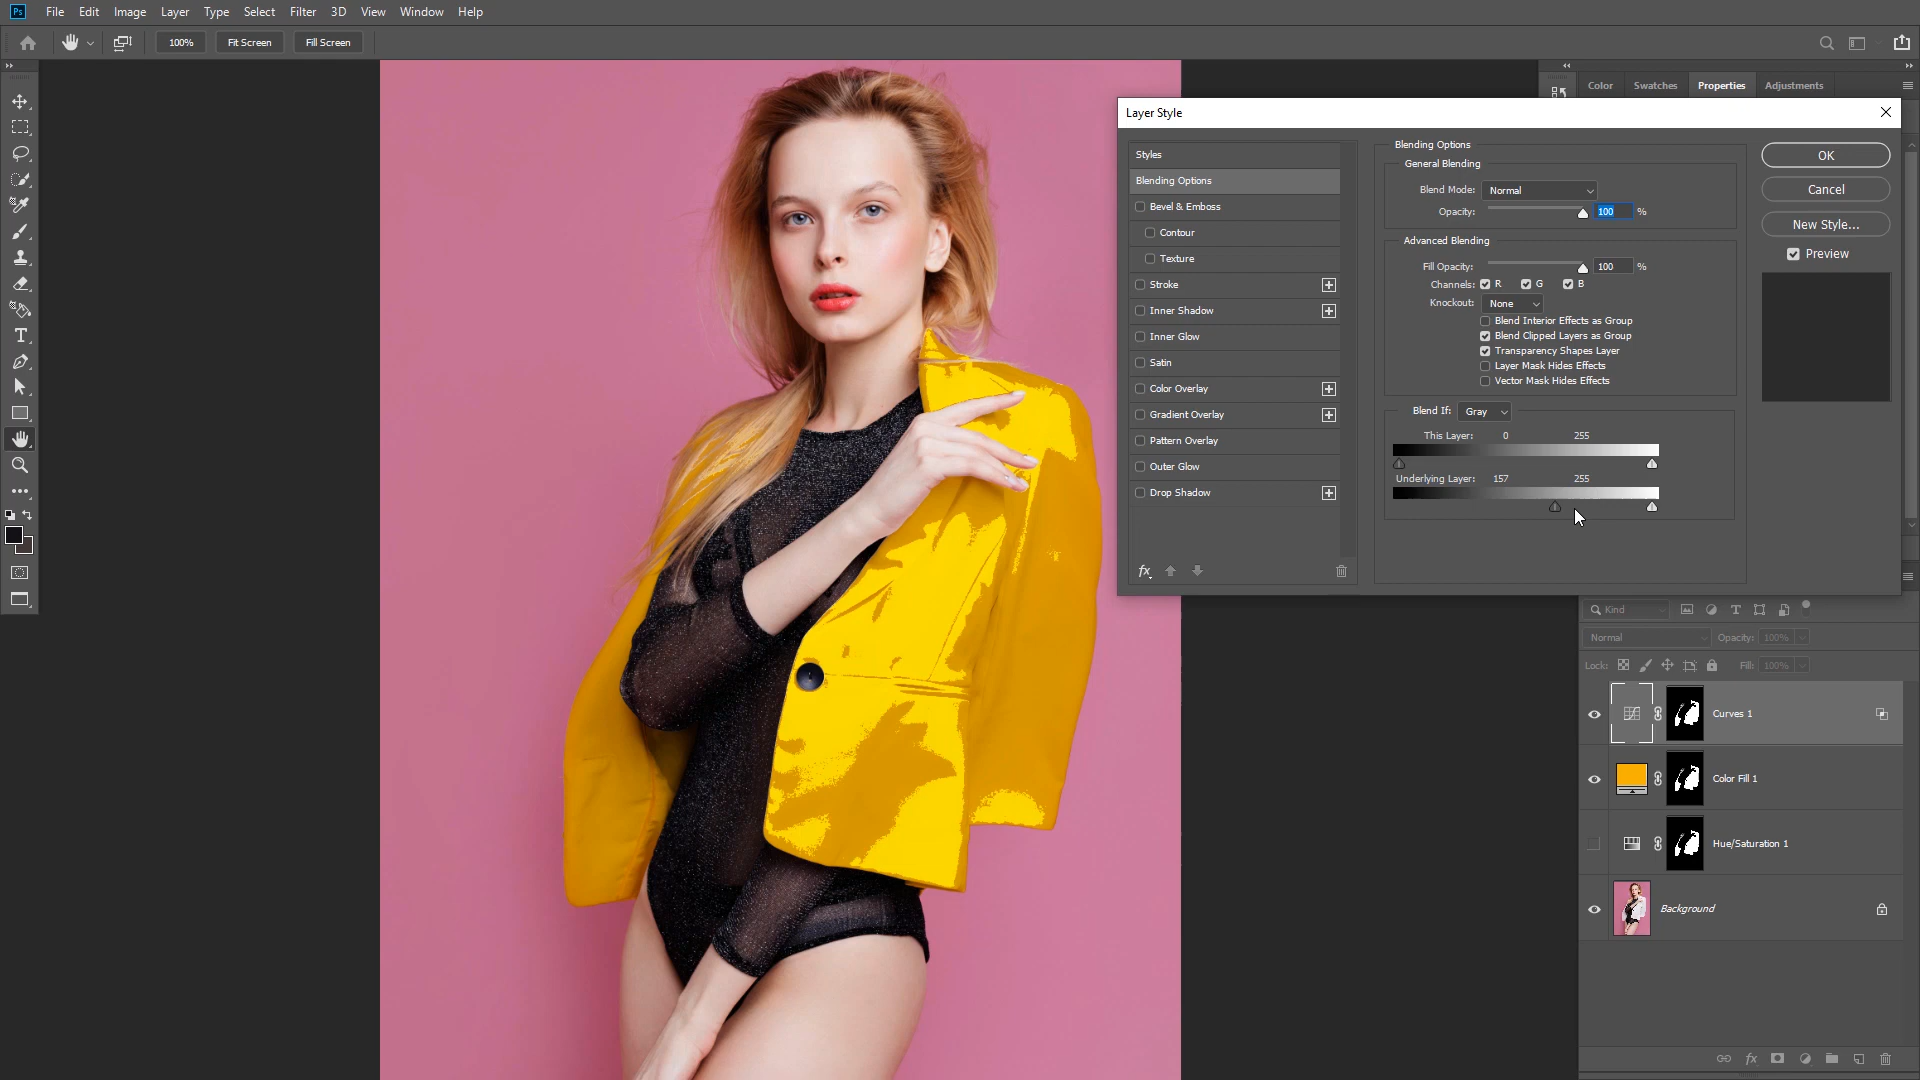 Ps File Edit Image Layer Type Select Filter 3D View Window Help
100% Fit Screen Fill Screen
Color Swatches Properties Adjustments
Layer Style
Styles
Blending Options
Bevel & Emboss
Contour
Texture
Stroke
Inner Shadow
Inner Glow
Satin
Color Overlay
Gradient Overlay
Pattern Overlay
Outer Glow
Drop Shadow
fx
Blending Options
General Blending
Blend Mode: Normal
Opacity: 100 %
Advanced Blending
Fill Opacity: 100 %
Channels: R G B
Knockout: None
Blend Interior Effects as Group
Blend Clipped Layers as Group
Transparency Shapes Layer
Layer Mask Hides Effects
Vector Mask Hides Effects
Blend If: Gray
This Layer: 0 255
Underlying Layer: 157 255
OK
Cancel
New Style...
Preview
Kind
Normal Opacity: 100%
Lock: Fill: 100%
Curves 1
Color Fill 1
Hue/Saturation 1
Background
fx